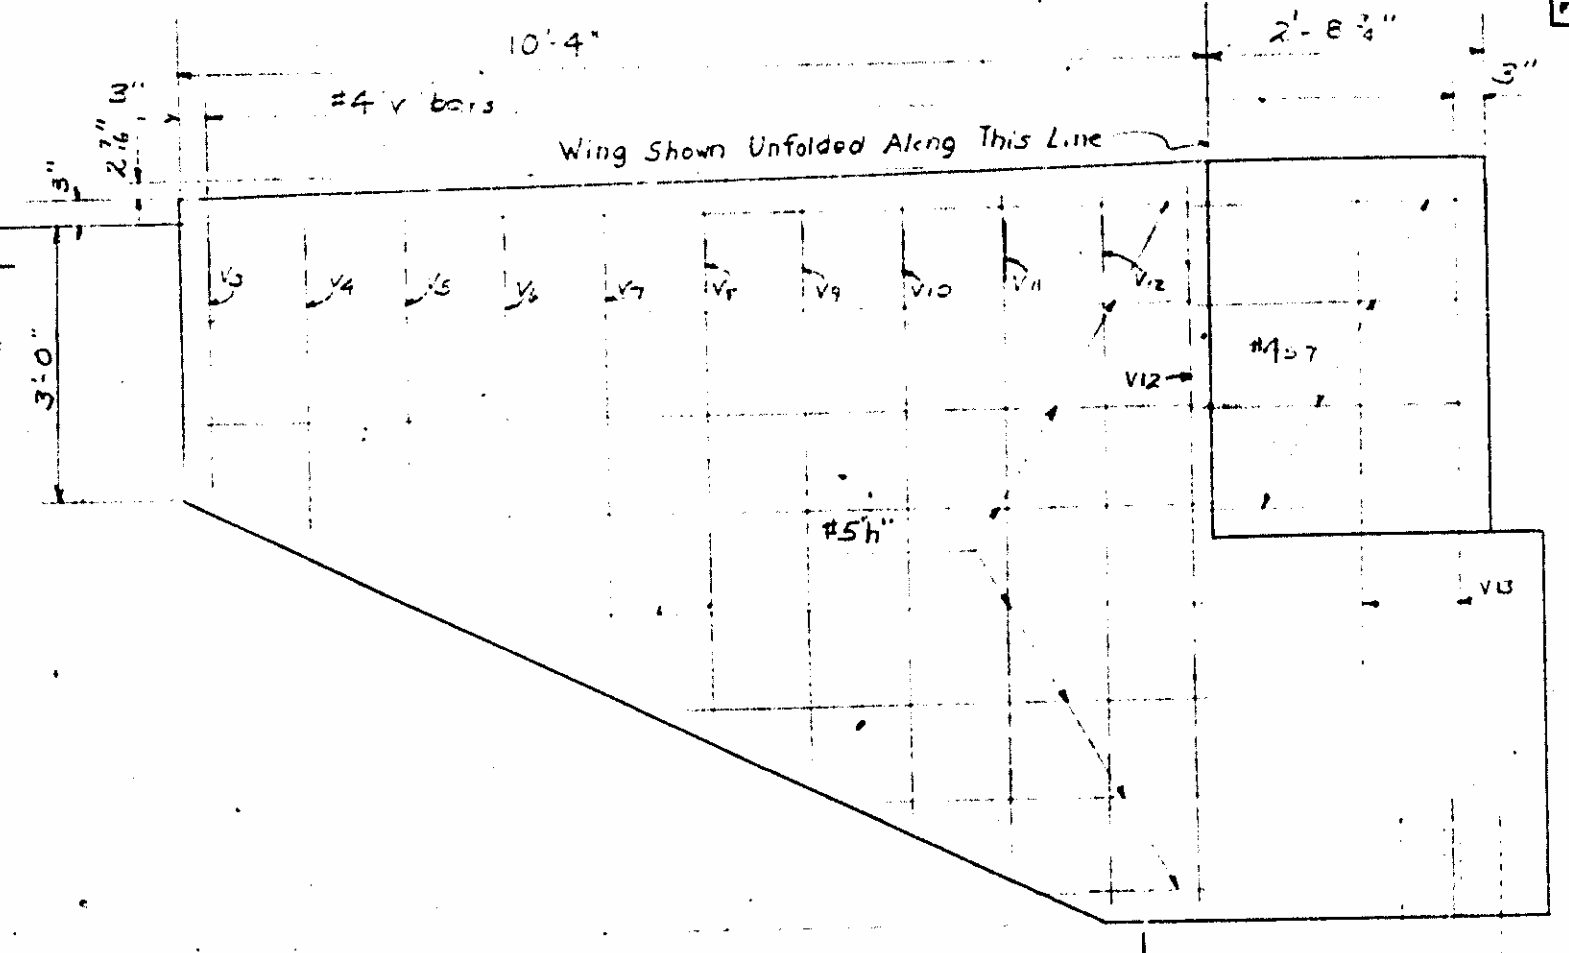 10'-4"
2'-8 3/4"
3"
3"
#4 v bars
2 7/16"
Wing Shown Unfolded Along This Line
3"
V3
V4
V5
V6
V7
V8
V9
V10
V11
V12
3'-0"
V12
#5"h"
V13